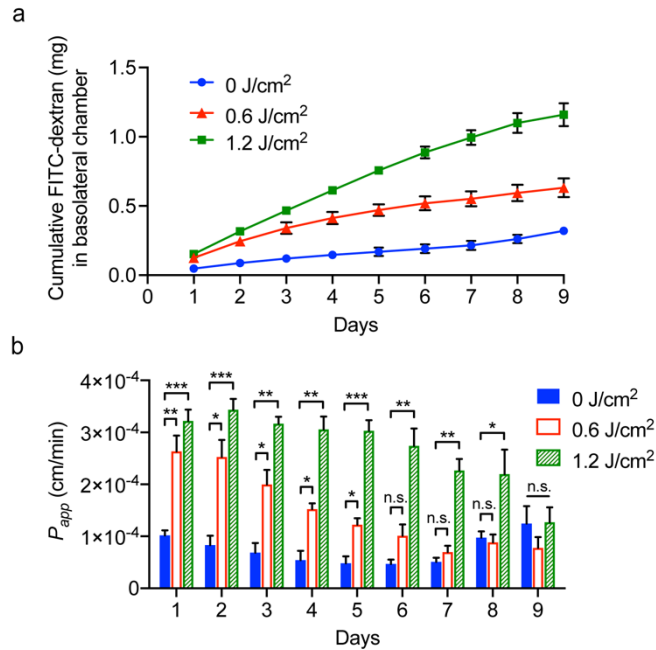 a
Cumulative FITC-dextran (mg)
in basolateral chamber
1.5
1.0
0.5
0.0
0 J/cm²
0.6 J/cm²
1.2 J/cm²
0 1 2 3 4 5 6 7 8 9
Days
b
P_app (cm/min)
4×10⁻⁴
3×10⁻⁴
2×10⁻⁴
1×10⁻⁴
0
0 J/cm²
0.6 J/cm²
1.2 J/cm²
*** *** ** ** *** ** ** * n.s.
** * * * * n.s. n.s. n.s.
1 2 3 4 5 6 7 8 9
Days